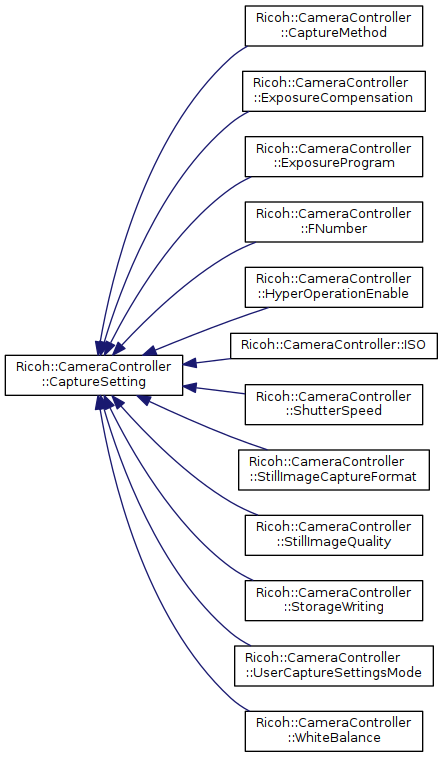 Ricoh::CameraController
::CaptureMethod
Ricoh::CameraController
::ExposureCompensation
Ricoh::CameraController
::ExposureProgram
Ricoh::CameraController
::FNumber
Ricoh::CameraController
::HyperOperationEnable
Ricoh::CameraController::ISO
Ricoh::CameraController
::CaptureSetting
Ricoh::CameraController
::ShutterSpeed
Ricoh::CameraController
::StillImageCaptureFormat
Ricoh::CameraController
::StillImageQuality
Ricoh::CameraController
::StorageWriting
Ricoh::CameraController
::UserCaptureSettingsMode
Ricoh::CameraController
::WhiteBalance